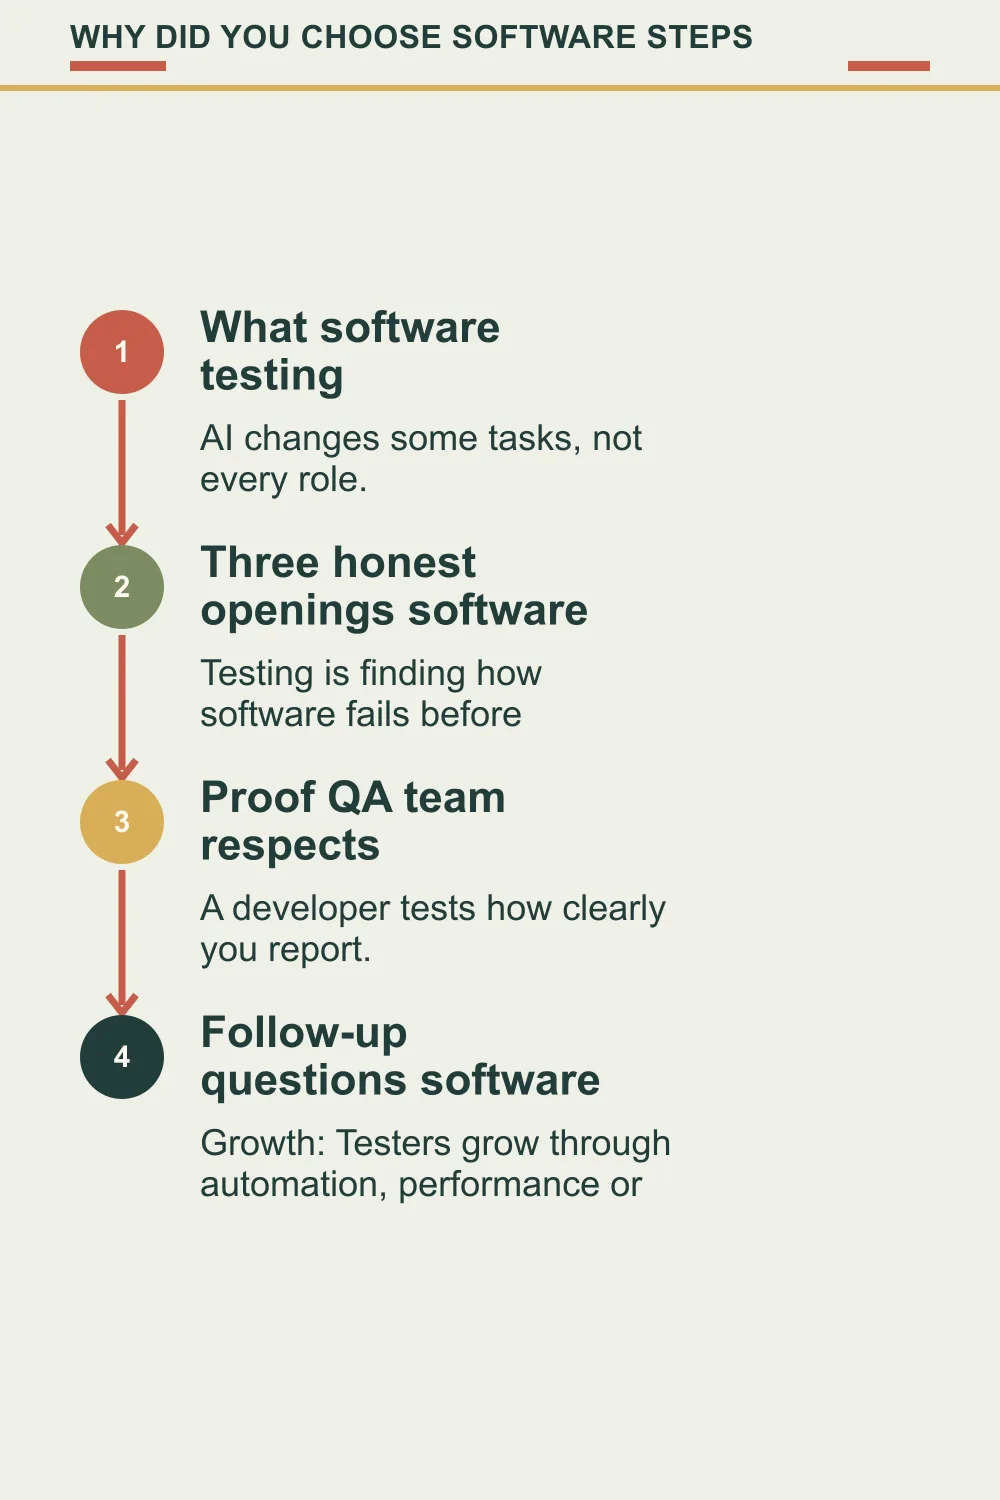 WHY DID YOU CHOOSE SOFTWARE STEPS
1
What software
testing
AI changes some tasks, not
every role.
2
Three honest
openings software
Testing is finding how
software fails before
3
Proof QA team
respects
A developer tests how clearly
you report.
4
Follow-up
questions software
Growth: Testers grow through
automation, performance or